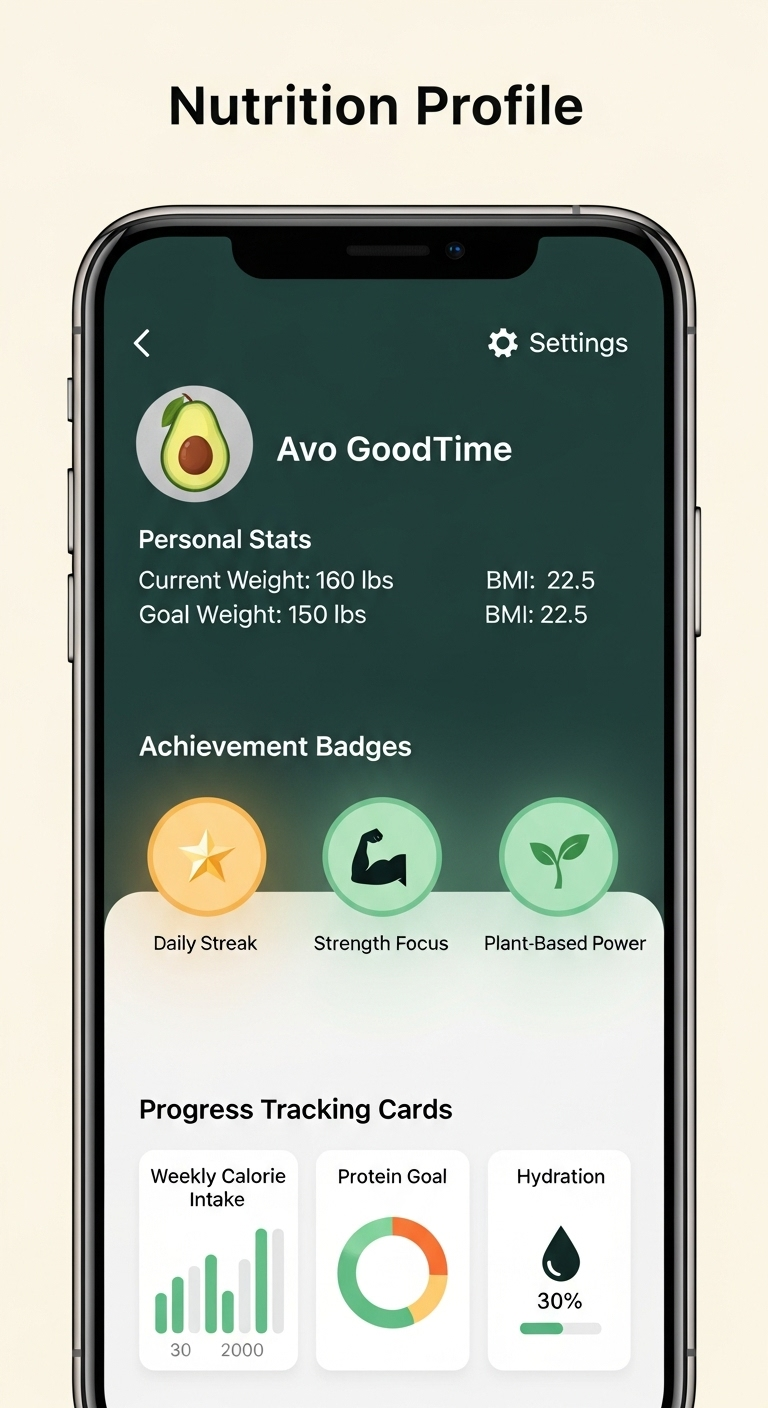 Nutrition Profile
Settings
Avo GoodTime
Personal Stats
Current Weight: 160 lbs BMI: 22.5
Goal Weight: 150 lbs BMI: 22.5
Achievement Badges
Daily Streak Strength Focus Plant-Based Power
Progress Tracking Cards
Weekly Calorie
Intake
30 2000
Protein Goal
Hydration
30%